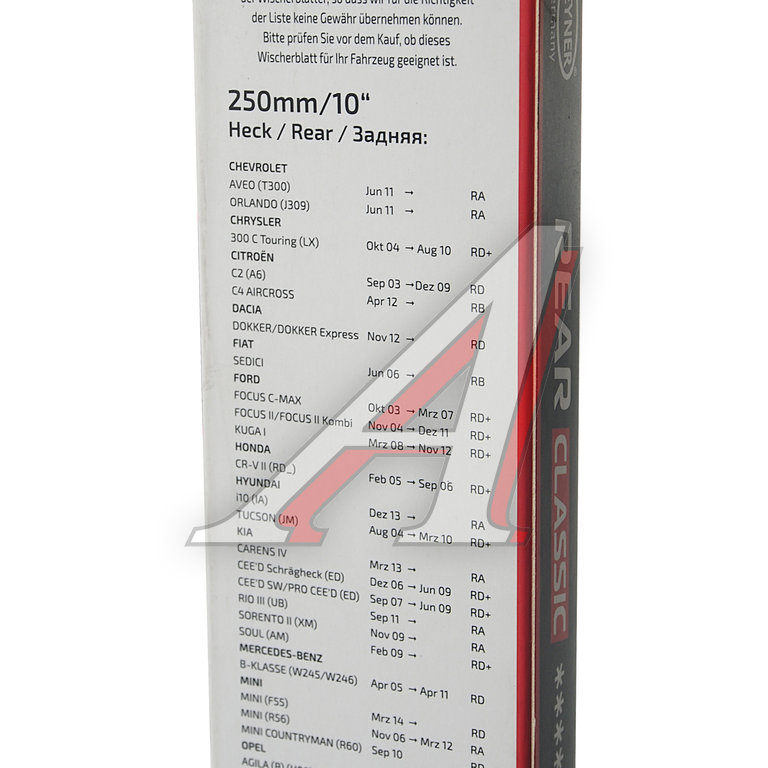 der Wischerblätter, so dass wir für die Richtigkeit
der Liste keine Gewähr übernehmen können.
Bitte prüfen Sie vor dem Kauf, ob dieses
Wischerblatt für Ihr Fahrzeug geeignet ist.
250mm/10“
Heck / Rear / Задняя:
CHEVROLET
AVEO (T300) Jun 11 → RA
ORLANDO (J309) Jun 11 → RA
CHRYSLER
300 C Touring (LX) Okt 04 → Aug 10 RD+
CITROËN
C2 (A6) Sep 03 → Dez 09 RD
C4 AIRCROSS Apr 12 → RB
DACIA
DOKKER/DOKKER Express Nov 12 → RD
FIAT
SEDICI Jun 06 → RB
FORD
FOCUS C-MAX Okt 03 → Mrz 07 RD+
FOCUS II/FOCUS II Kombi Nov 04 → Dez 11 RD+
KUGA I Mrz 08 → Nov 12 RD+
HONDA
CR-V II (RD_) Feb 05 → Sep 06 RD+
HYUNDAI
i10 (IA) Dez 13 → RA
TUCSON (JM) Aug 04 → Mrz 10 RD+
KIA
CARENS IV Mrz 13 → RA
CEE'D Schrägheck (ED) Dez 06 → Jun 09 RD+
CEE'D SW/PRO CEE'D (ED) Sep 07 → Jun 09 RD+
RIO III (UB) Sep 11 → RA
SORENTO II (XM) Nov 09 → RA
SOUL (AM) Feb 09 → RD+
MERCEDES-BENZ
B-KLASSE (W245/W246) Apr 05 → Apr 11 RD
MINI
MINI (F55) Mrz 14 → RD
MINI (R56) Nov 06 → Mrz 12 RA
MINI COUNTRYMAN (R60) Sep 10 RD
OPEL
AGILA (B)
REAR CLASSIC *****